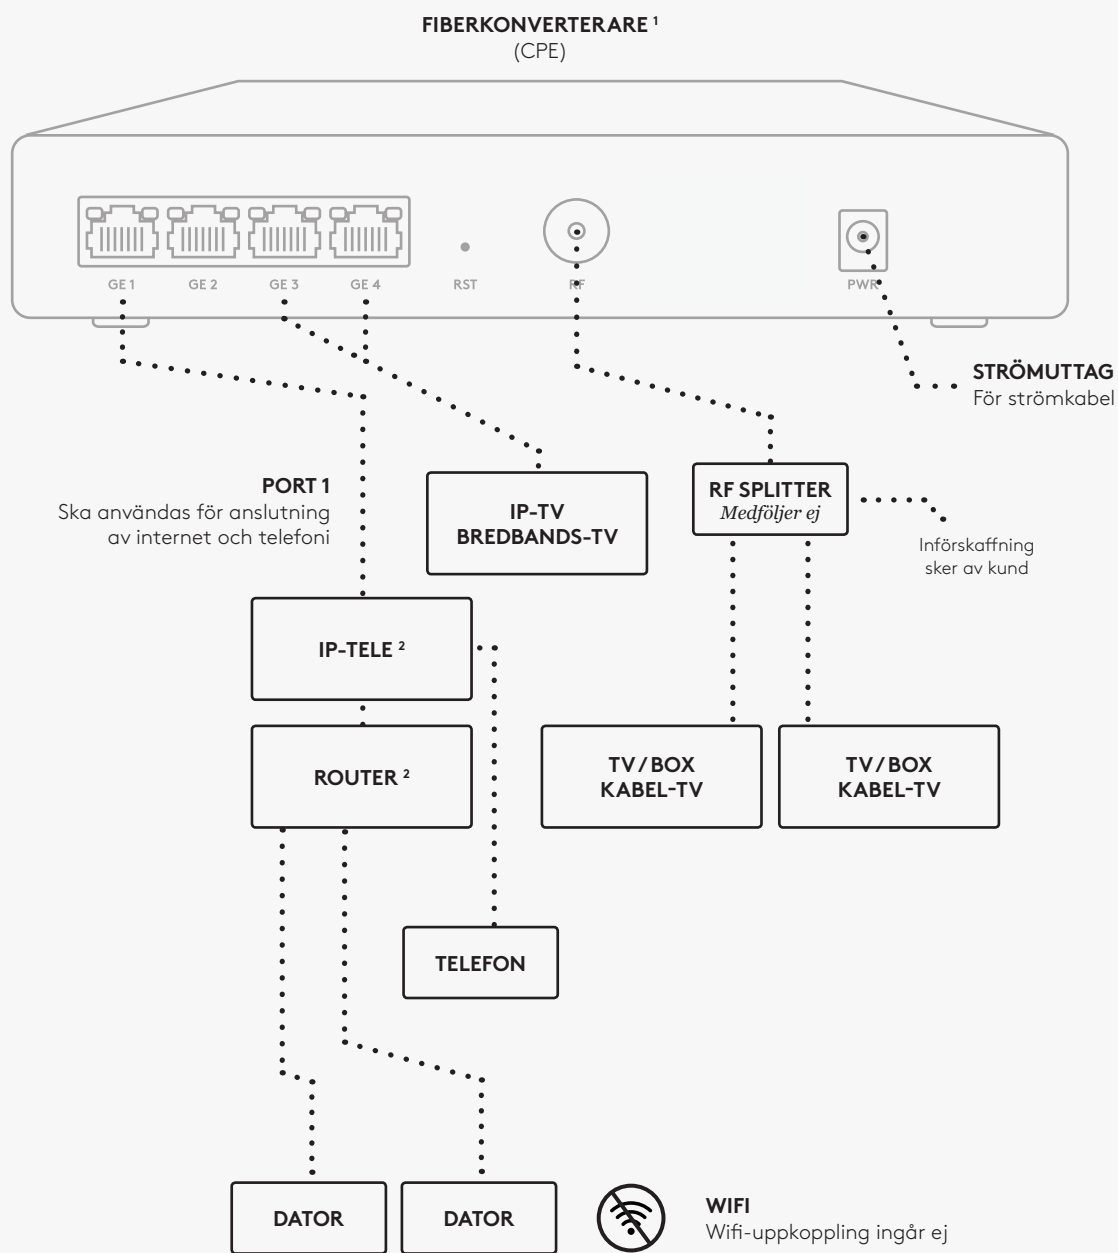 FIBERKONVERTERARE ¹
(CPE)
GE 1
GE 2
GE 3
GE 4
RST
RF
PWR
STRÖMUTTAG
För strömkabel
PORT 1
Ska användas för anslutning
av internet och telefoni
IP-TV
BREDBANDS-TV
RF SPLITTER
Medföljer ej
Införskaffning
sker av kund
IP-TELE ²
ROUTER ²
TV/BOX
KABEL-TV
TV/BOX
KABEL-TV
TELEFON
DATOR
DATOR
WIFI
Wifi-uppkoppling ingår ej